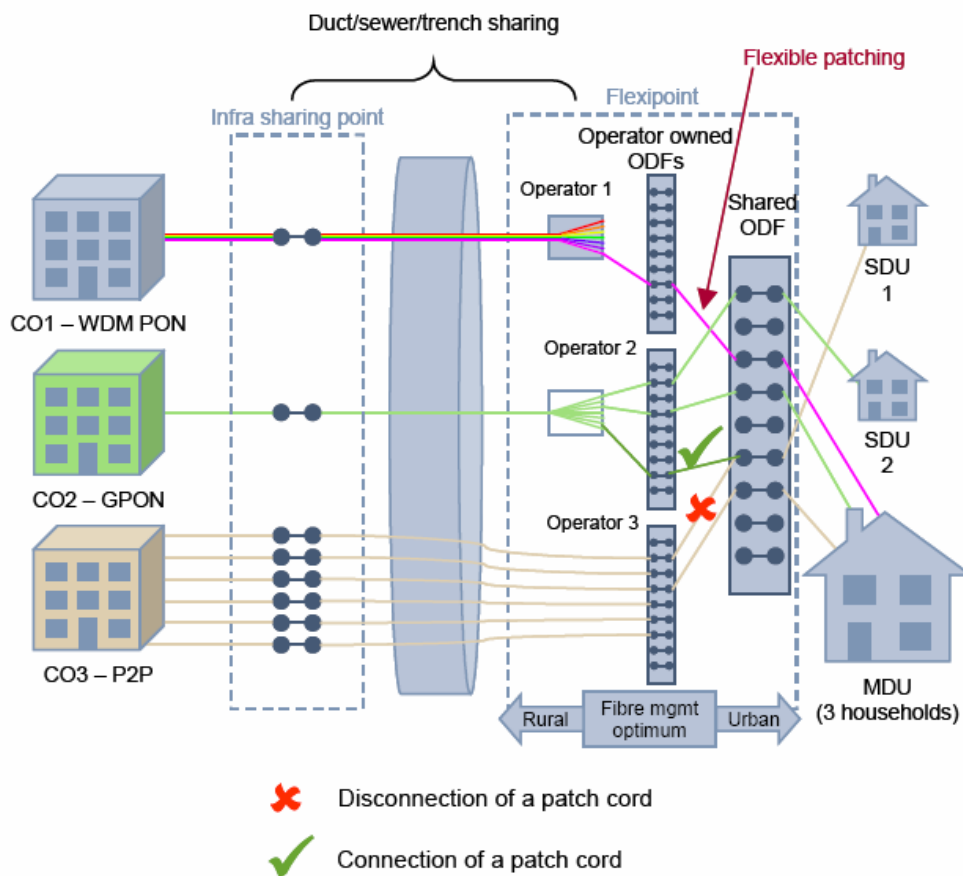 Duct/sewer/trench sharing
Flexible patching
Infra sharing point
Flexipoint
Operator owned
ODFs
Operator 1
Shared
ODF
SDU
1
CO1 – WDM PON
Operator 2
SDU
2
CO2 – GPON
Operator 3
CO3 – P2P
MDU
(3 households)
Rural
Fibre mgmt
optimum
Urban
Disconnection of a patch cord
Connection of a patch cord